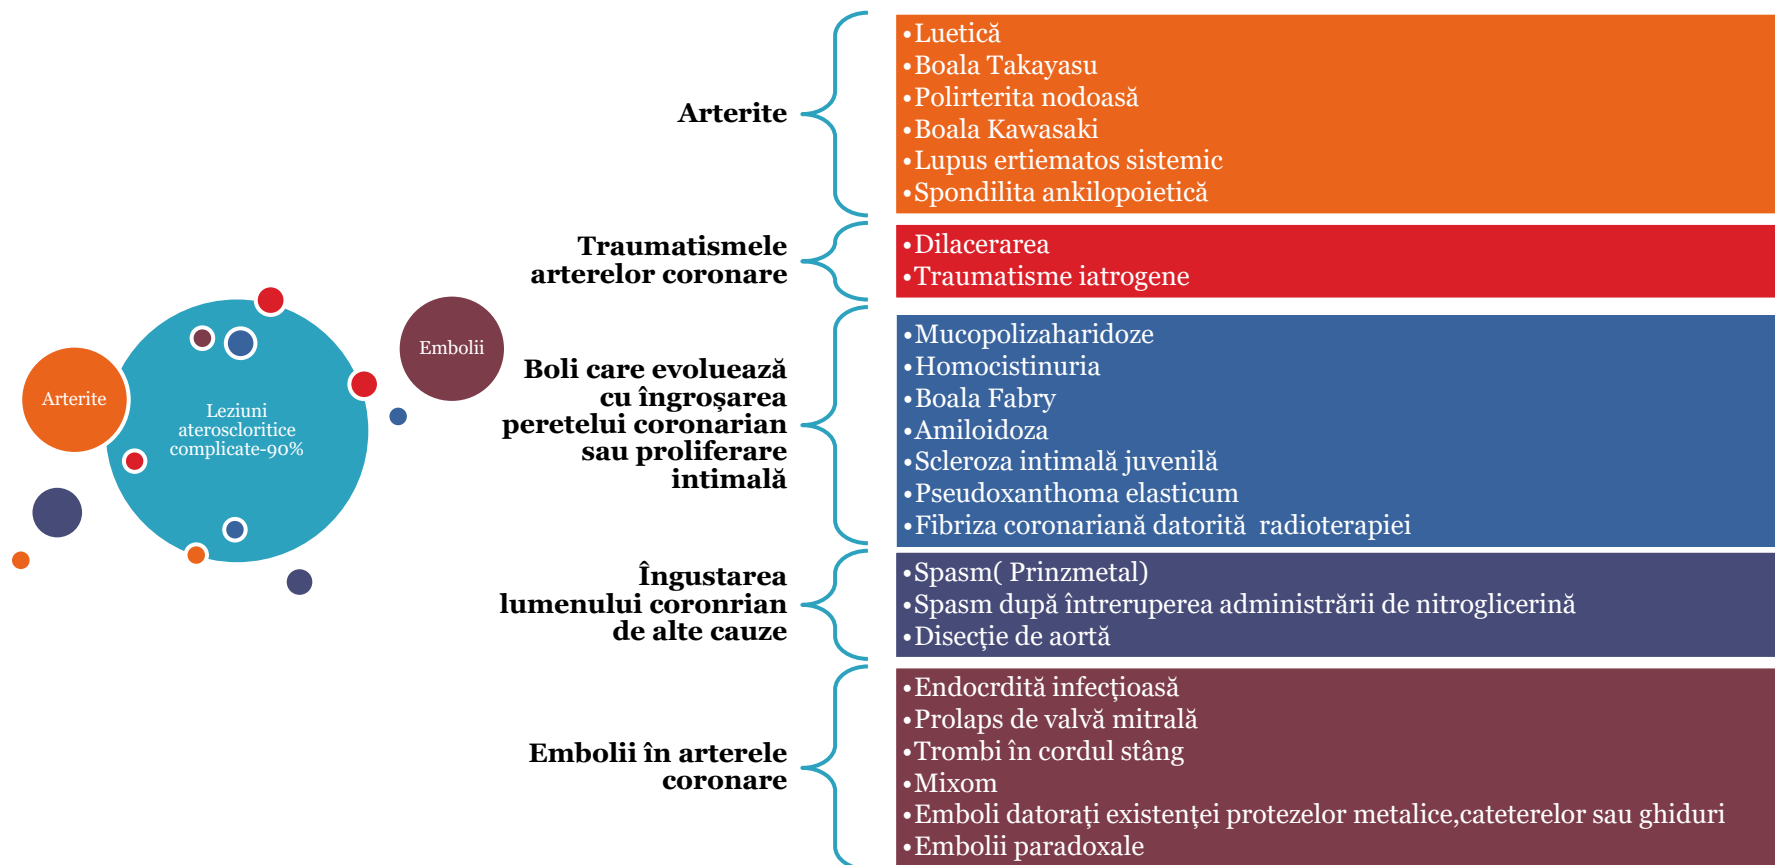 Arterite
Leziuni
ateroscloritice
complicate-90%
Embolii
Arterite
•Luetică
•Boala Takayasu
•Polirterita nodoasă
•Boala Kawasaki
•Lupus ertiematos sistemic
•Spondilita ankilopoietică
Traumatismele
arterelor coronare
•Dilacerarea
•Traumatisme iatrogene
Boli care evoluează
cu îngroșarea
peretelui coronarian
sau proliferare
intimală
•Mucopolizaharidoze
•Homocistinuria
•Boala Fabry
•Amiloidoza
•Scleroza intimală juvenilă
•Pseudoxanthoma elasticum
•Fibriza coronariană datorită radioterapiei
Îngustarea
lumenului coronrian
de alte cauze
•Spasm( Prinzmetal)
•Spasm după întreruperea administrării de nitroglicerină
•Disecție de aortă
Embolii în arterele
coronare
•Endocrdită infecțioasă
•Prolaps de valvă mitrală
•Trombi în cordul stâng
•Mixom
•Emboli datorați existenței protezelor metalice,cateterelor sau ghiduri
•Embolii paradoxale